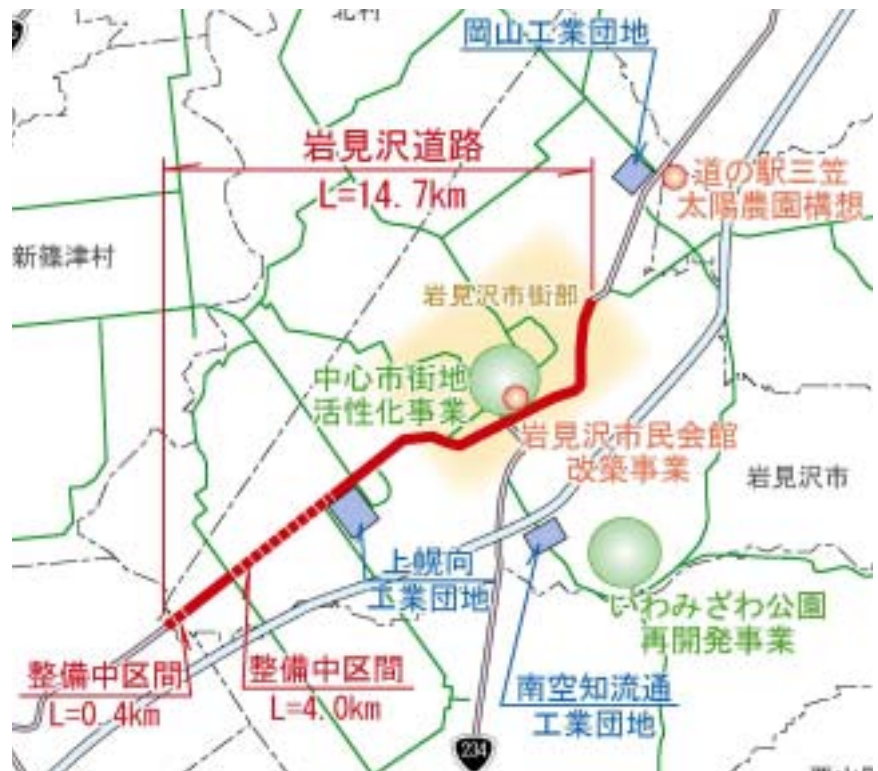 北村
岡山工業団地
岩見沢道路
L=14.7km
道の駅三笠
太陽農園構想
新篠津村
岩見沢市街部
中心市街地
活性化事業
岩見沢市民会館
改築事業
岩見沢市
上幌向
工業団地
いわみざわ公園
再開発事業
整備中区間
L=0.4km
整備中区間
L=4.0km
南空知流通
工業団地
234